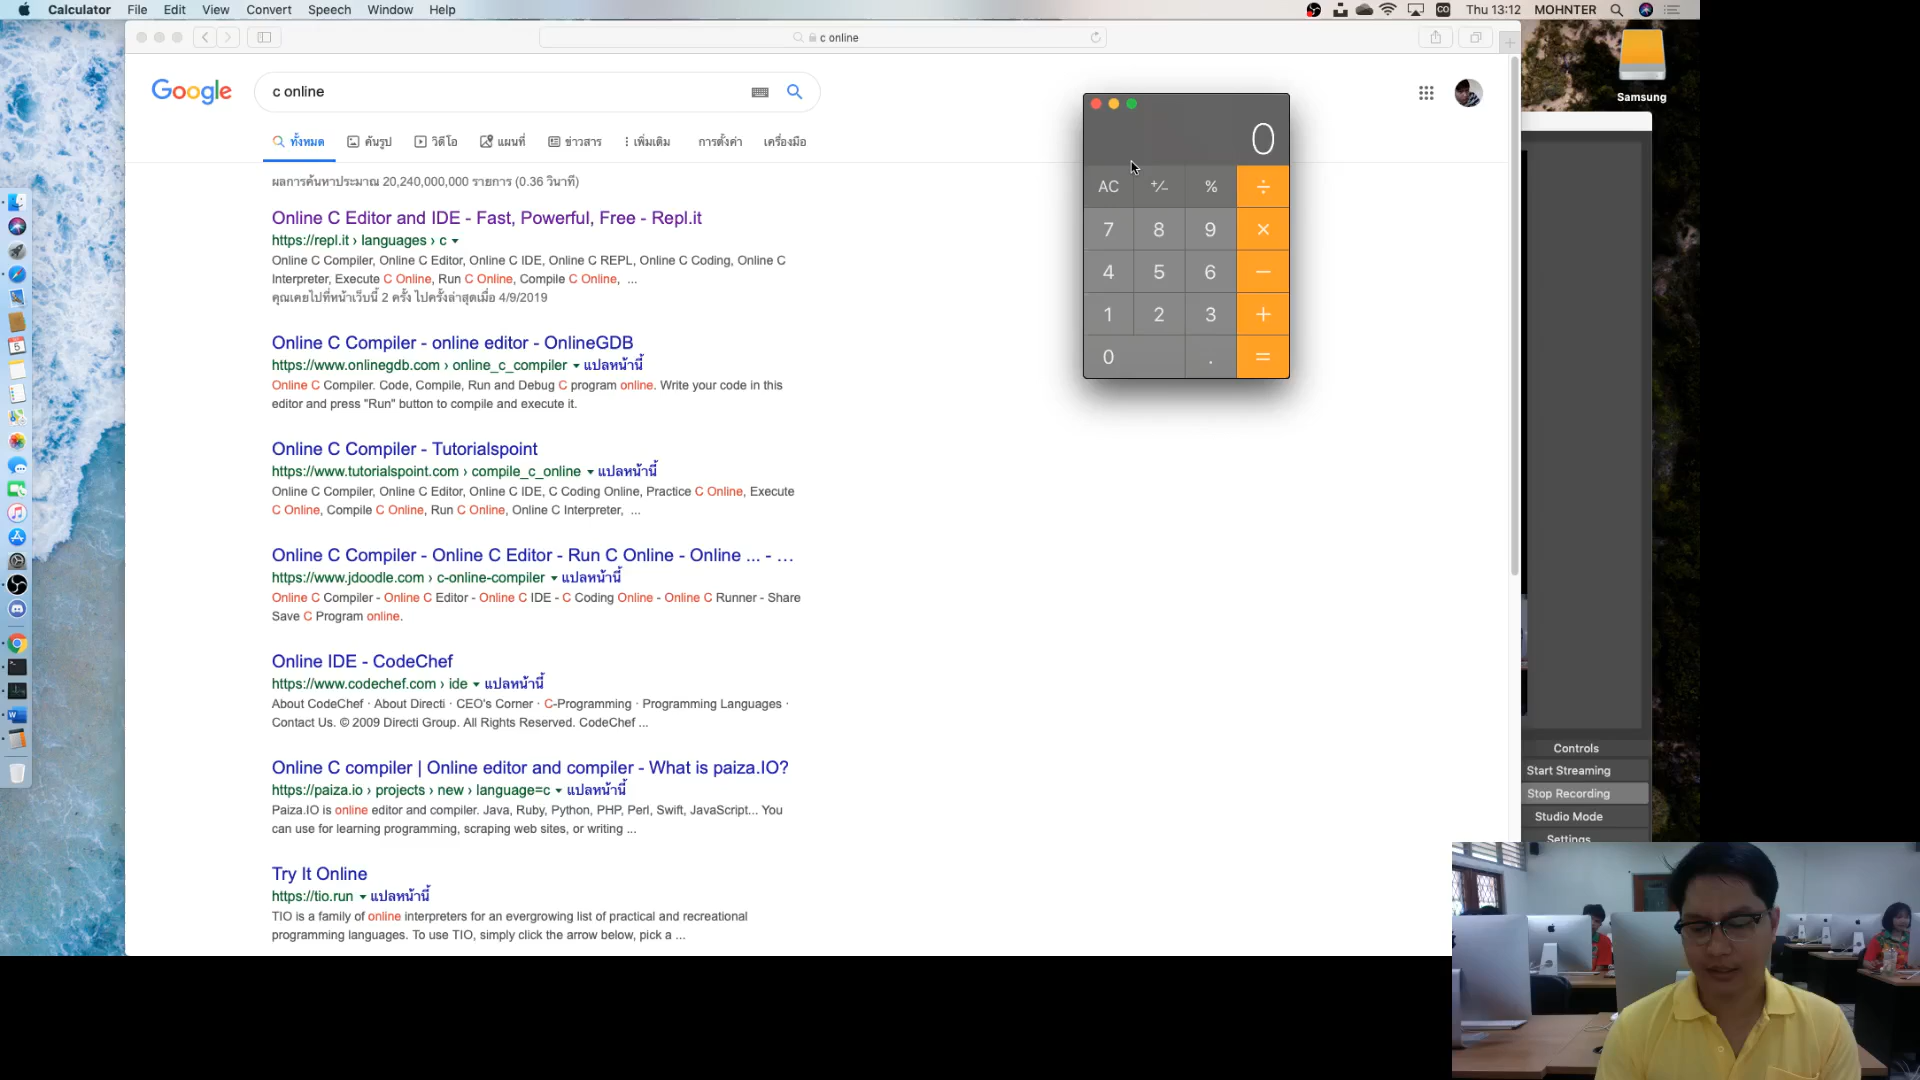 Calculator File Edit View Convert Speech Window Help
Thu 13:12 MOHNTER
c online
Samsung
Google c online
ทั้งหมด ค้นรูป วิดีโอ แผนที่ ข่าวสาร เพิ่มเติม การตั้งค่า เครื่องมือ
ผลการค้นหาประมาณ 20,240,000,000 รายการ (0.36 วินาที)
Online C Editor and IDE - Fast, Powerful, Free - Repl.it
https://repl.it › languages › c
Online C Compiler, Online C Editor, Online C IDE, Online C REPL, Online C Coding, Online C
Interpreter, Execute C Online, Run C Online, Compile C Online, ...
คุณเคยไปที่หน้าเว็บนี้ 2 ครั้ง ไปครั้งล่าสุดเมื่อ 4/9/2019
Online C Compiler - online editor - OnlineGDB
https://www.onlinegdb.com › online_c_compiler แปลหน้านี้
Online C Compiler. Code, Compile, Run and Debug C program online. Write your code in this
editor and press "Run" button to compile and execute it.
Online C Compiler - Tutorialspoint
https://www.tutorialspoint.com › compile_c_online แปลหน้านี้
Online C Compiler, Online C Editor, Online C IDE, C Coding Online, Practice C Online, Execute
C Online, Compile C Online, Run C Online, Online C Interpreter, ...
Online C Compiler - Online C Editor - Run C Online - Online ... - ...
https://www.jdoodle.com › c-online-compiler แปลหน้านี้
Online C Compiler - Online C Editor - Online C IDE - C Coding Online - Online C Runner - Share
Save C Program online.
Online IDE - CodeChef
https://www.codechef.com › ide แปลหน้านี้
About CodeChef · About Directi · CEO's Corner · C-Programming · Programming Languages ·
Contact Us. © 2009 Directi Group. All Rights Reserved. CodeChef ...
Online C compiler | Online editor and compiler - What is paiza.IO?
https://paiza.io › projects › new › language=c แปลหน้านี้
Paiza.IO is online editor and compiler. Java, Ruby, Python, PHP, Perl, Swift, JavaScript... You
can use for learning programming, scraping web sites, or writing ...
Try It Online
https://tio.run แปลหน้านี้
TIO is a family of online interpreters for an evergrowing list of practical and recreational
programming languages. To use TIO, simply click the arrow below, pick a ...
0
AC +/− % ÷
7 8 9 ×
4 5 6 −
1 2 3 +
0 . =
Controls
Start Streaming
Stop Recording
Studio Mode
Settings